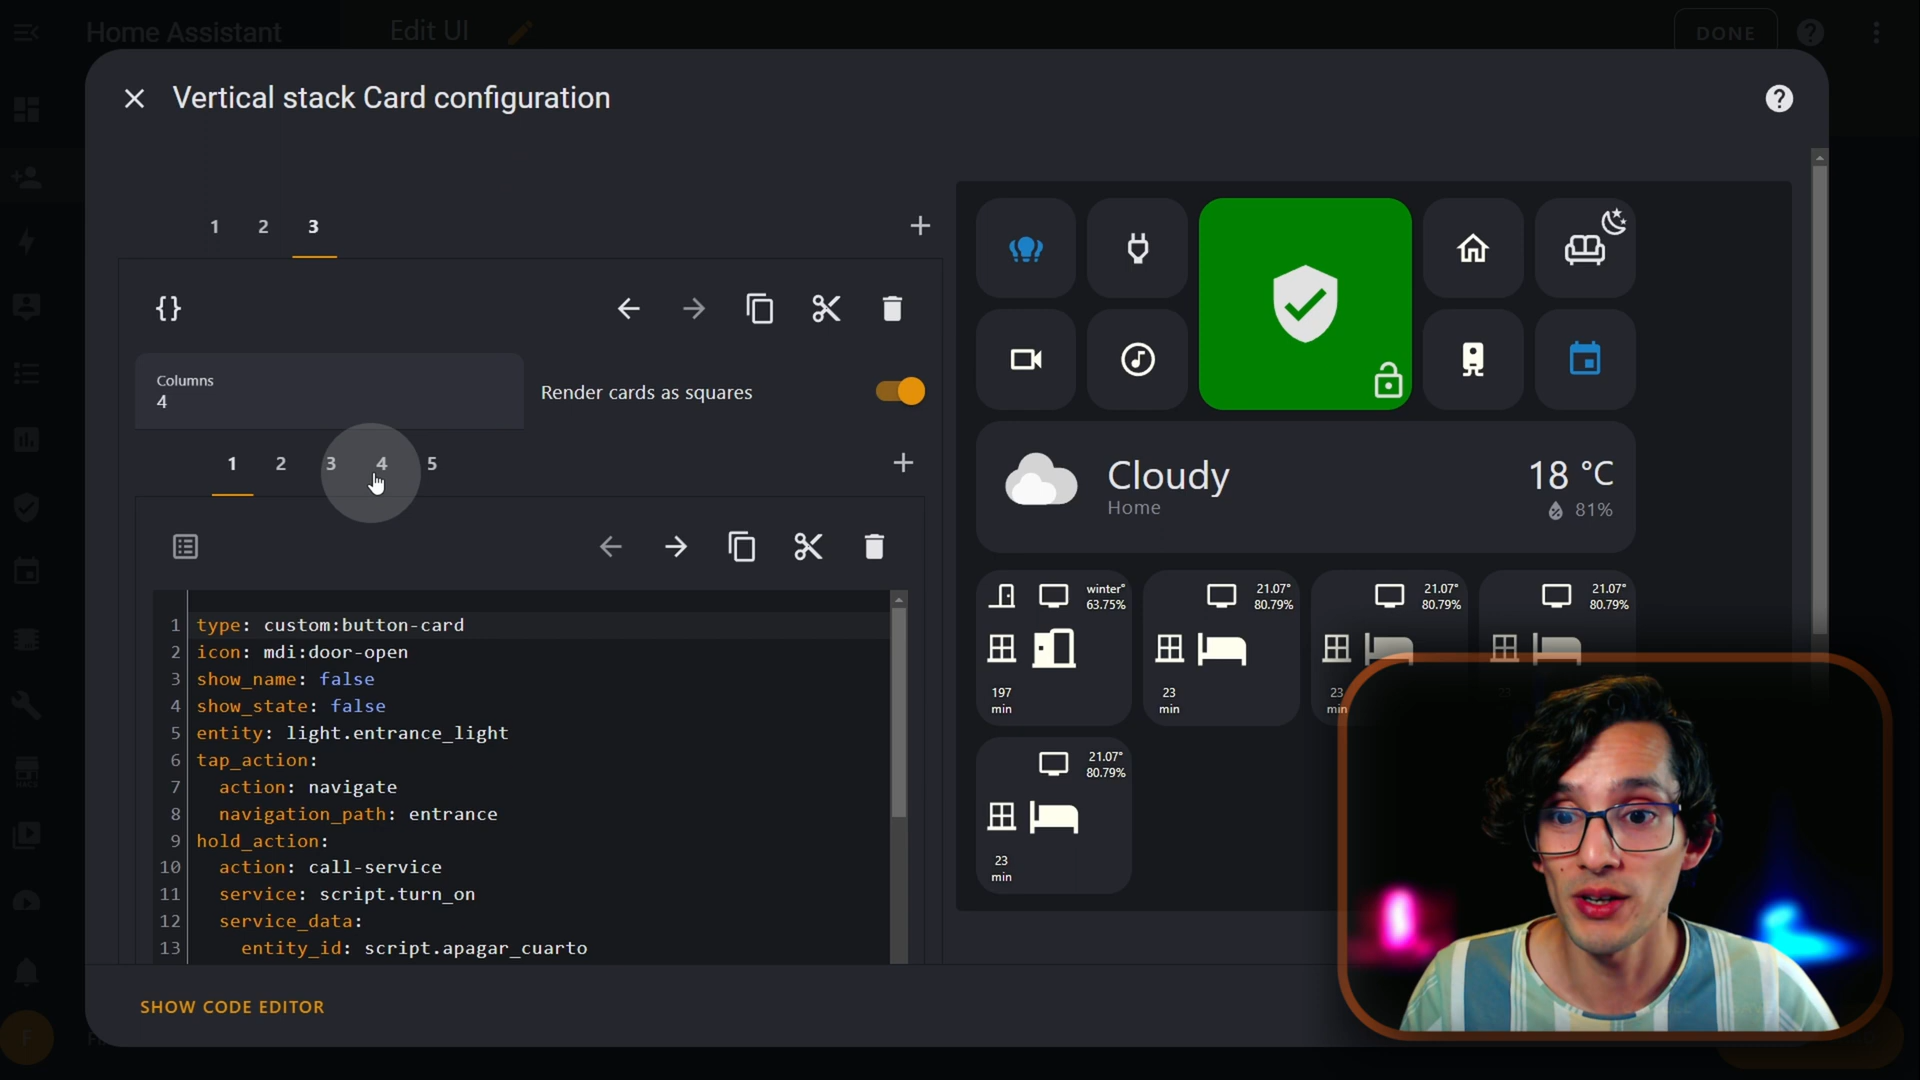 Home Assistant
Edit UI
DONE
Vertical stack Card configuration
1 2 3
{}
Columns
4
Render cards as squares
1 2 3 4 5
1 type: custom:button-card
2 icon: mdi:door-open
3 show_name: false
4 show_state: false
5 entity: light.entrance_light
6 tap_action:
7 action: navigate
8 navigation_path: entrance
9 hold_action:
10 action: call-service
11 service: script.turn_on
12 service_data:
13 entity_id: script.apagar_cuarto
SHOW CODE EDITOR
Cloudy
Home
18 °C
81%
winter°
63.75%
197
min
21.07°
80.79%
23
min
21.07°
80.79%
23
min
21.07°
80.79%
21.07°
80.79%
23
min
F